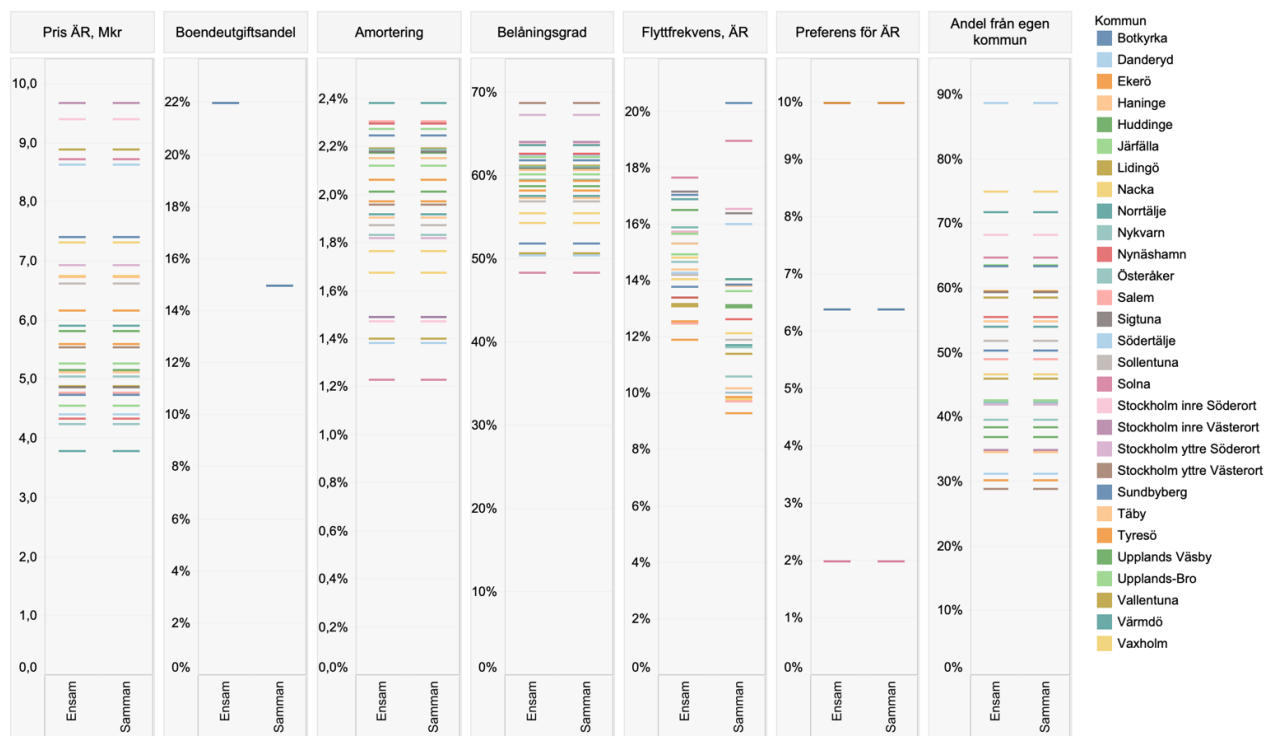 Pris ÄR, Mkr
Boendeutgiftsandel
Amortering
Belåningsgrad
Flyttfrekvens, ÄR
Preferens för ÄR
Andel från egen
kommun
10,0
9,0
8,0
7,0
6,0
5,0
4,0
3,0
2,0
1,0
0,0
Ensam
Samman
22%
20%
18%
16%
14%
12%
10%
8%
6%
4%
2%
0%
Ensam
Samman
2,4%
2,2%
2,0%
1,8%
1,6%
1,4%
1,2%
1,0%
0,8%
0,6%
0,4%
0,2%
0,0%
Ensam
Samman
70%
60%
50%
40%
30%
20%
10%
0%
Ensam
Samman
20%
18%
16%
14%
12%
10%
8%
6%
4%
2%
0%
Ensam
Samman
10%
9%
8%
7%
6%
5%
4%
3%
2%
1%
0%
Ensam
Samman
90%
80%
70%
60%
50%
40%
30%
20%
10%
0%
Ensam
Samman
Kommun
Botkyrka
Danderyd
Ekerö
Haninge
Huddinge
Järfälla
Lidingö
Nacka
Norrtälje
Nykvarn
Nynäshamn
Österåker
Salem
Sigtuna
Södertälje
Sollentuna
Solna
Stockholm inre Söderort
Stockholm inre Västerort
Stockholm yttre Söderort
Stockholm yttre Västerort
Sundbyberg
Täby
Tyresö
Upplands Väsby
Upplands-Bro
Vallentuna
Värmdö
Vaxholm